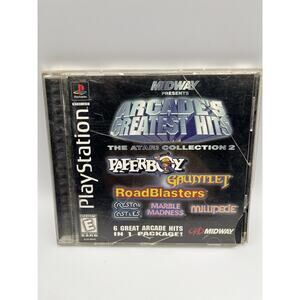 MIDWAY
PRESENTS
ARCADE'S
GREATEST HITS
THE ATARI COLLECTION 2
PAPERBOY
GAUNTLET
RoadBlasters
CRYSTAL
CASTLES
MARBLE
MADNESS
MILLIPEDE
6 GREAT ARCADE HITS
IN 1 PACKAGE!
MIDWAY
PlayStation
E